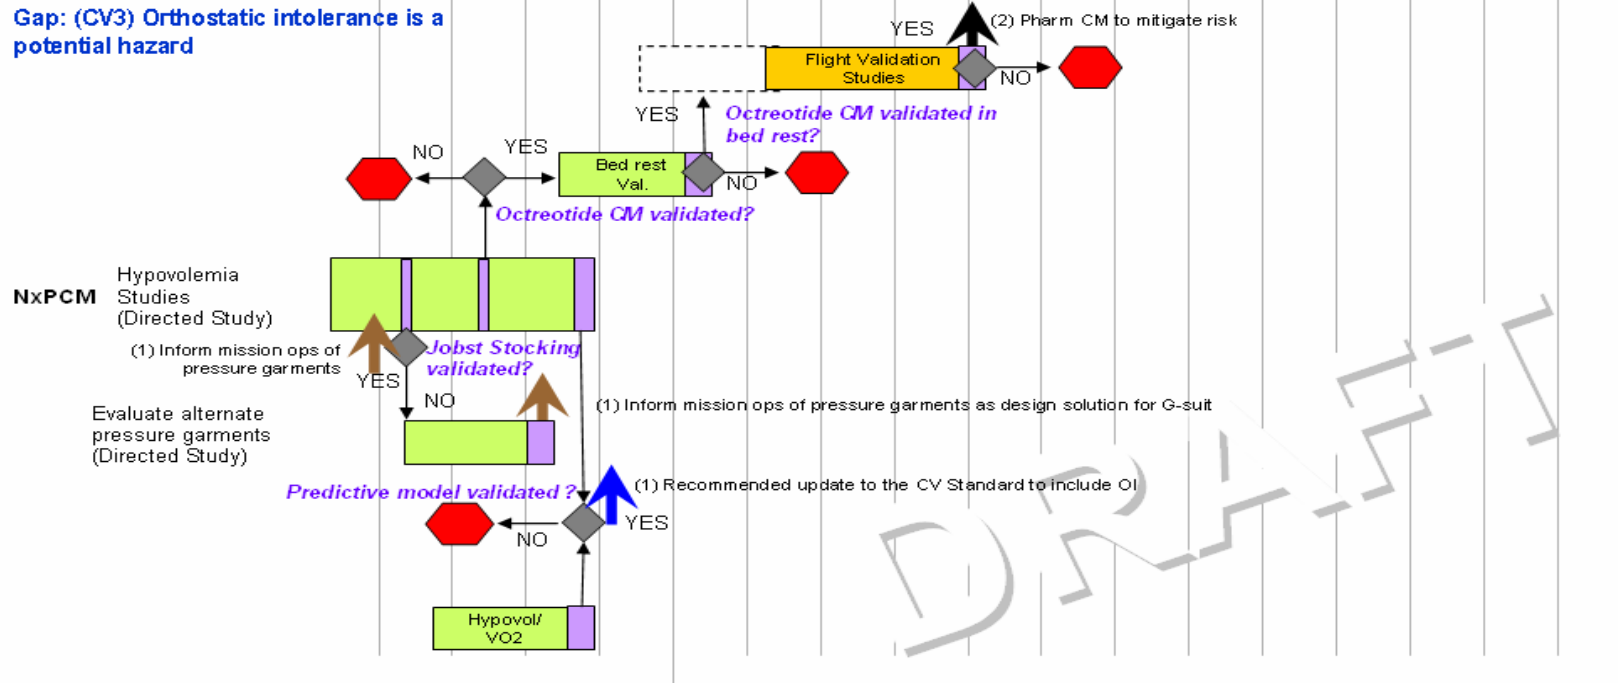 Gap: (CV3) Orthostatic intolerance is a
potential hazard
YES
(2) Pharm CM to mitigate risk
Flight Validation
Studies
NO
YES
Octreotide CM validated in
bed rest?
NO
YES
Bed rest
Val.
NO
Octreotide CM validated?
NxPCM
Hypovolemia
Studies
(Directed Study)
(1) Inform mission ops of
pressure garments
Jobst Stocking
validated?
YES
NO
Evaluate alternate
pressure garments
(Directed Study)
(1) Inform mission ops of pressure garments as design solution for G-suit
Predictive model validated ?
(1) Recommended update to the CV Standard to include OI
YES
NO
Hypovol/
VO2
DRAFT